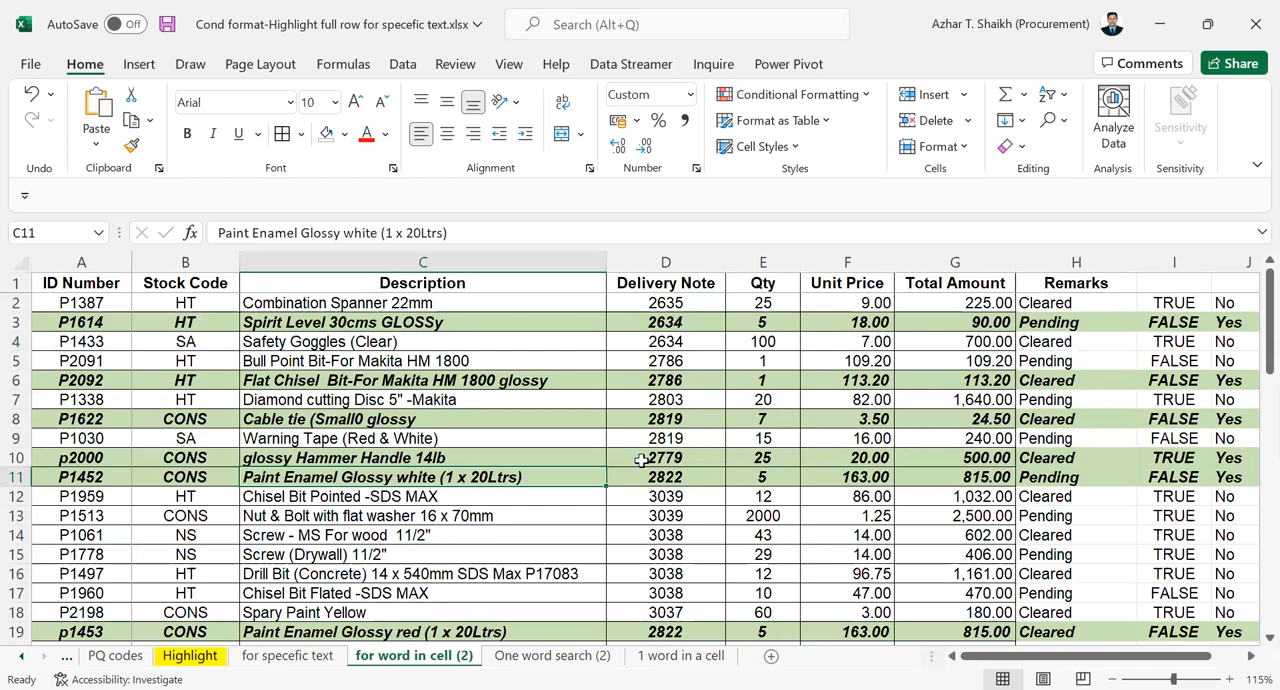 AutoSave Off Cond format-Highlight full row for specefic text.xlsx Search (Alt+Q) Azhar T. Shaikh (Procurement)
File Home Insert Draw Page Layout Formulas Data Review View Help Data Streamer Inquire Power Pivot Comments Share
Paste Arial 10 Custom Conditional Formatting Format as Table Cell Styles Insert Delete Format Analyze Data Sensitivity
Undo Clipboard Font Alignment Number Styles Cells Editing Analysis Sensitivity
C11 fx Paint Enamel Glossy white (1 x 20Ltrs)
A B C D E F G H I J
1 ID Number Stock Code Description Delivery Note Qty Unit Price Total Amount Remarks
2 P1387 HT Combination Spanner 22mm 2635 25 9.00 225.00 Cleared TRUE No
3 P1614 HT Spirit Level 30cms GLOSSy 2634 5 18.00 90.00 Pending FALSE Yes
4 P1433 SA Safety Goggles (Clear) 2634 100 7.00 700.00 Cleared TRUE No
5 P2091 HT Bull Point Bit-For Makita HM 1800 2786 1 109.20 109.20 Pending FALSE No
6 P2092 HT Flat Chisel Bit-For Makita HM 1800 glossy 2786 1 113.20 113.20 Cleared FALSE Yes
7 P1338 HT Diamond cutting Disc 5" -Makita 2803 20 82.00 1,640.00 Pending TRUE No
8 P1622 CONS Cable tie (Small0 glossy 2819 7 3.50 24.50 Cleared FALSE Yes
9 P1030 SA Warning Tape (Red & White) 2819 15 16.00 240.00 Pending FALSE No
10 p2000 CONS glossy Hammer Handle 14lb 2779 25 20.00 500.00 Cleared TRUE Yes
11 P1452 CONS Paint Enamel Glossy white (1 x 20Ltrs) 2822 5 163.00 815.00 Pending FALSE Yes
12 P1959 HT Chisel Bit Pointed -SDS MAX 3039 12 86.00 1,032.00 Cleared TRUE No
13 P1513 CONS Nut & Bolt with flat washer 16 x 70mm 3039 2000 1.25 2,500.00 Pending TRUE No
14 P1061 NS Screw - MS For wood 11/2" 3038 43 14.00 602.00 Cleared TRUE No
15 P1778 NS Screw (Drywall) 11/2" 3038 29 14.00 406.00 Pending TRUE No
16 P1497 HT Drill Bit (Concrete) 14 x 540mm SDS Max P17083 3038 12 96.75 1,161.00 Cleared TRUE No
17 P1960 HT Chisel Bit Flated -SDS MAX 3038 10 47.00 470.00 Pending FALSE No
18 P2198 CONS Spary Paint Yellow 3037 60 3.00 180.00 Cleared TRUE No
19 p1453 CONS Paint Enamel Glossy red (1 x 20Ltrs) 2822 5 163.00 815.00 Cleared FALSE Yes
... PQ codes Highlight for specefic text for word in cell (2) One word search (2) 1 word in a cell
Ready Accessibility: Investigate 115%